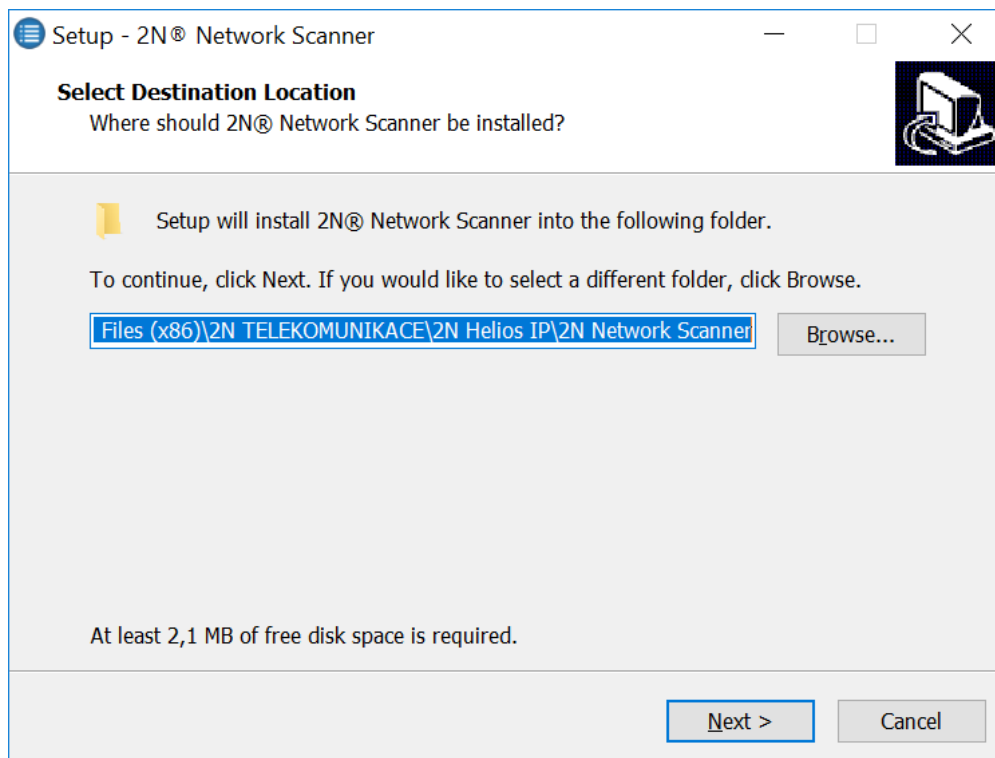 Setup - 2N® Network Scanner
Select Destination Location
Where should 2N® Network Scanner be installed?
Setup will install 2N® Network Scanner into the following folder.
To continue, click Next. If you would like to select a different folder, click Browse.
Files (x86)\2N TELEKOMUNIKACE\2N Helios IP\2N Network Scanner
Browse...
At least 2,1 MB of free disk space is required.
Next >
Cancel